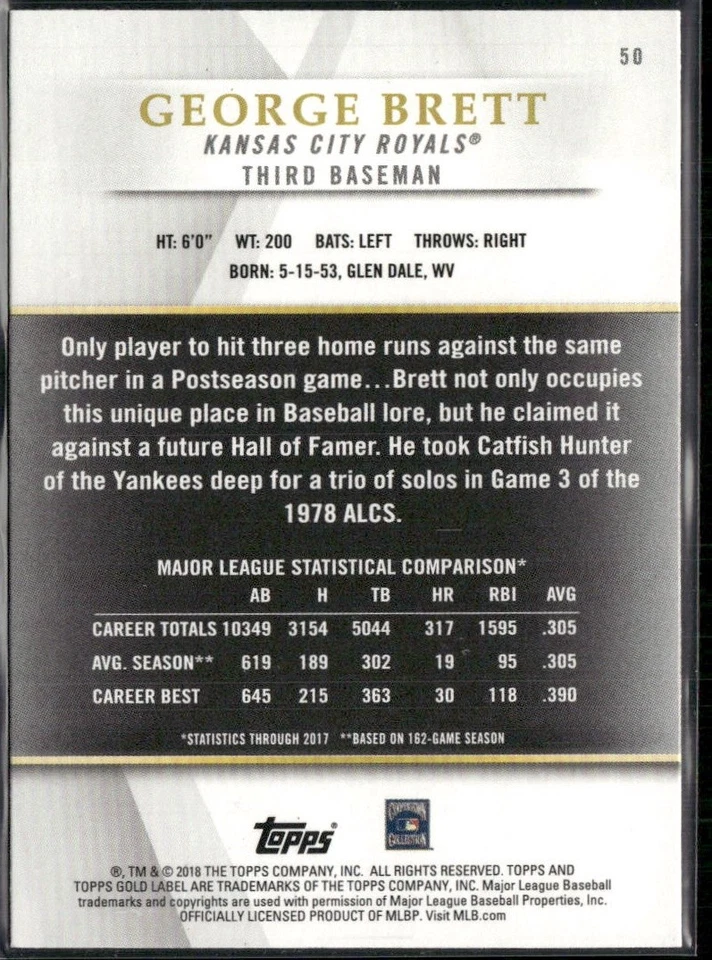 50
GEORGE BRETT
KANSAS CITY ROYALS®
THIRD BASEMAN
HT: 6'0" WT: 200 BATS: LEFT THROWS: RIGHT
BORN: 5-15-53, GLEN DALE, WV
Only player to hit three home runs against the same
pitcher in a Postseason game...Brett not only occupies
this unique place in Baseball lore, but he claimed it
against a future Hall of Famer. He took Catfish Hunter
of the Yankees deep for a trio of solos in Game 3 of the
1978 ALCS.
MAJOR LEAGUE STATISTICAL COMPARISON*
AB H TB HR RBI AVG
CAREER TOTALS 10349 3154 5044 317 1595 .305
AVG. SEASON** 619 189 302 19 95 .305
CAREER BEST 645 215 363 30 118 .390
*STATISTICS THROUGH 2017 **BASED ON 162-GAME SEASON
Topps®
COOPERSTOWN
COLLECTION
®, TM & © 2018 THE TOPPS COMPANY, INC. ALL RIGHTS RESERVED. TOPPS AND
TOPPS GOLD LABEL ARE TRADEMARKS OF THE TOPPS COMPANY, INC. Major League Baseball
trademarks and copyrights are used with permission of Major League Baseball Properties, Inc.
OFFICIALLY LICENSED PRODUCT OF MLBP. Visit MLB.com